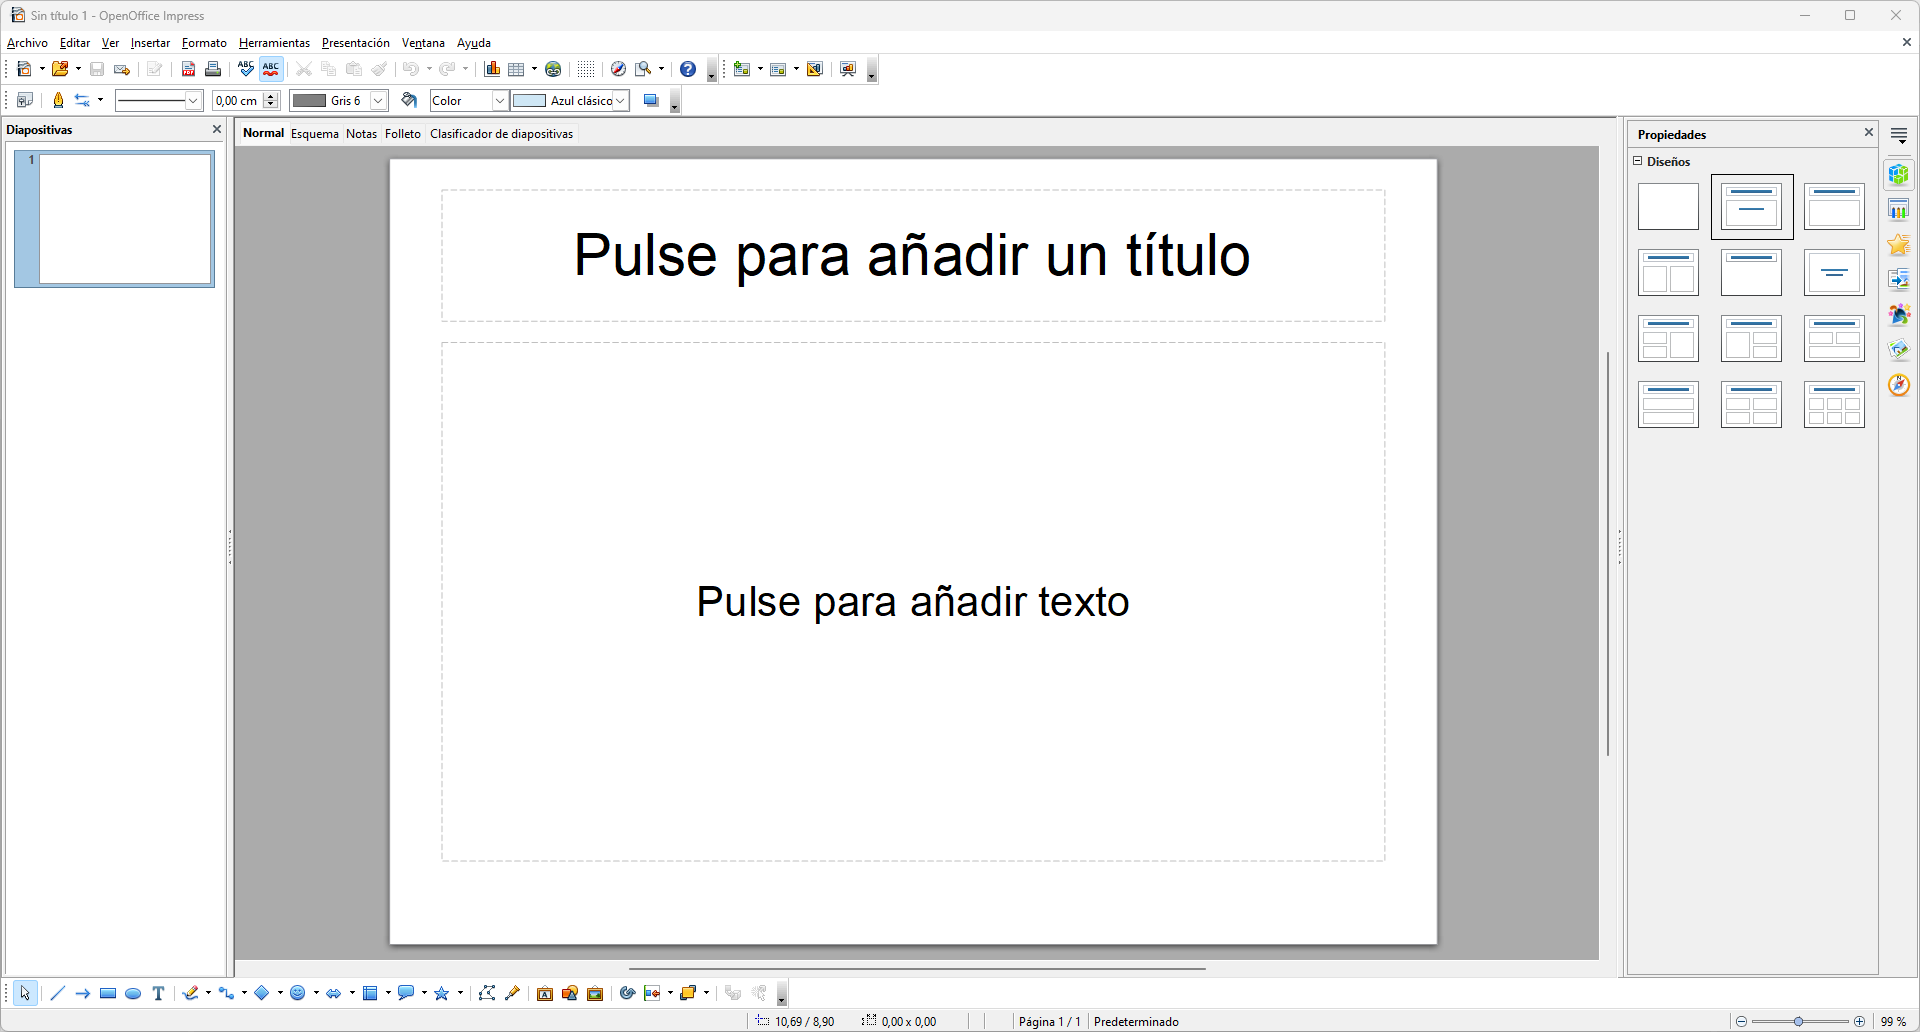 Sin título 1 - OpenOffice Impress
Archivo Editar Ver Insertar Formato Herramientas Presentación Ventana Ayuda
0,00 cm Gris 6 Color Azul clásico
Diapositivas
Normal Esquema Notas Folleto Clasificador de diapositivas
Propiedades
Diseños
1
Pulse para añadir un título
Pulse para añadir texto
10,69 / 8,90 0,00 x 0,00 Página 1 / 1 Predeterminado 99 %